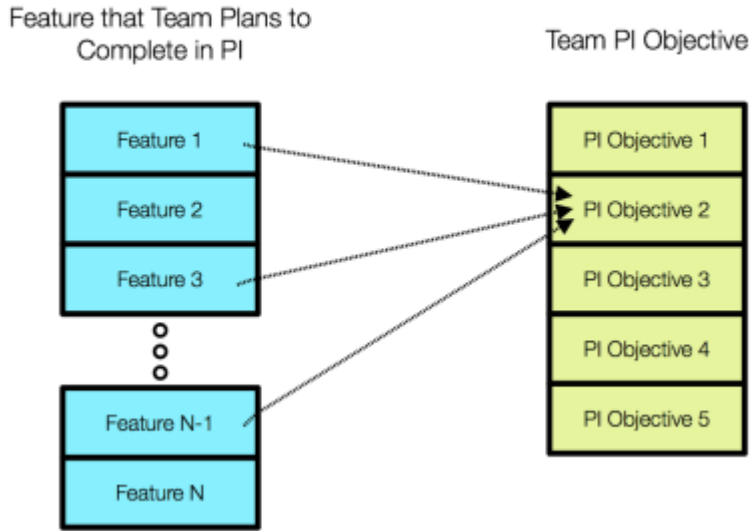 Feature that Team Plans to
Complete in PI
Team PI Objective
Feature 1
Feature 2
Feature 3
Feature N-1
Feature N
PI Objective 1
PI Objective 2
PI Objective 3
PI Objective 4
PI Objective 5